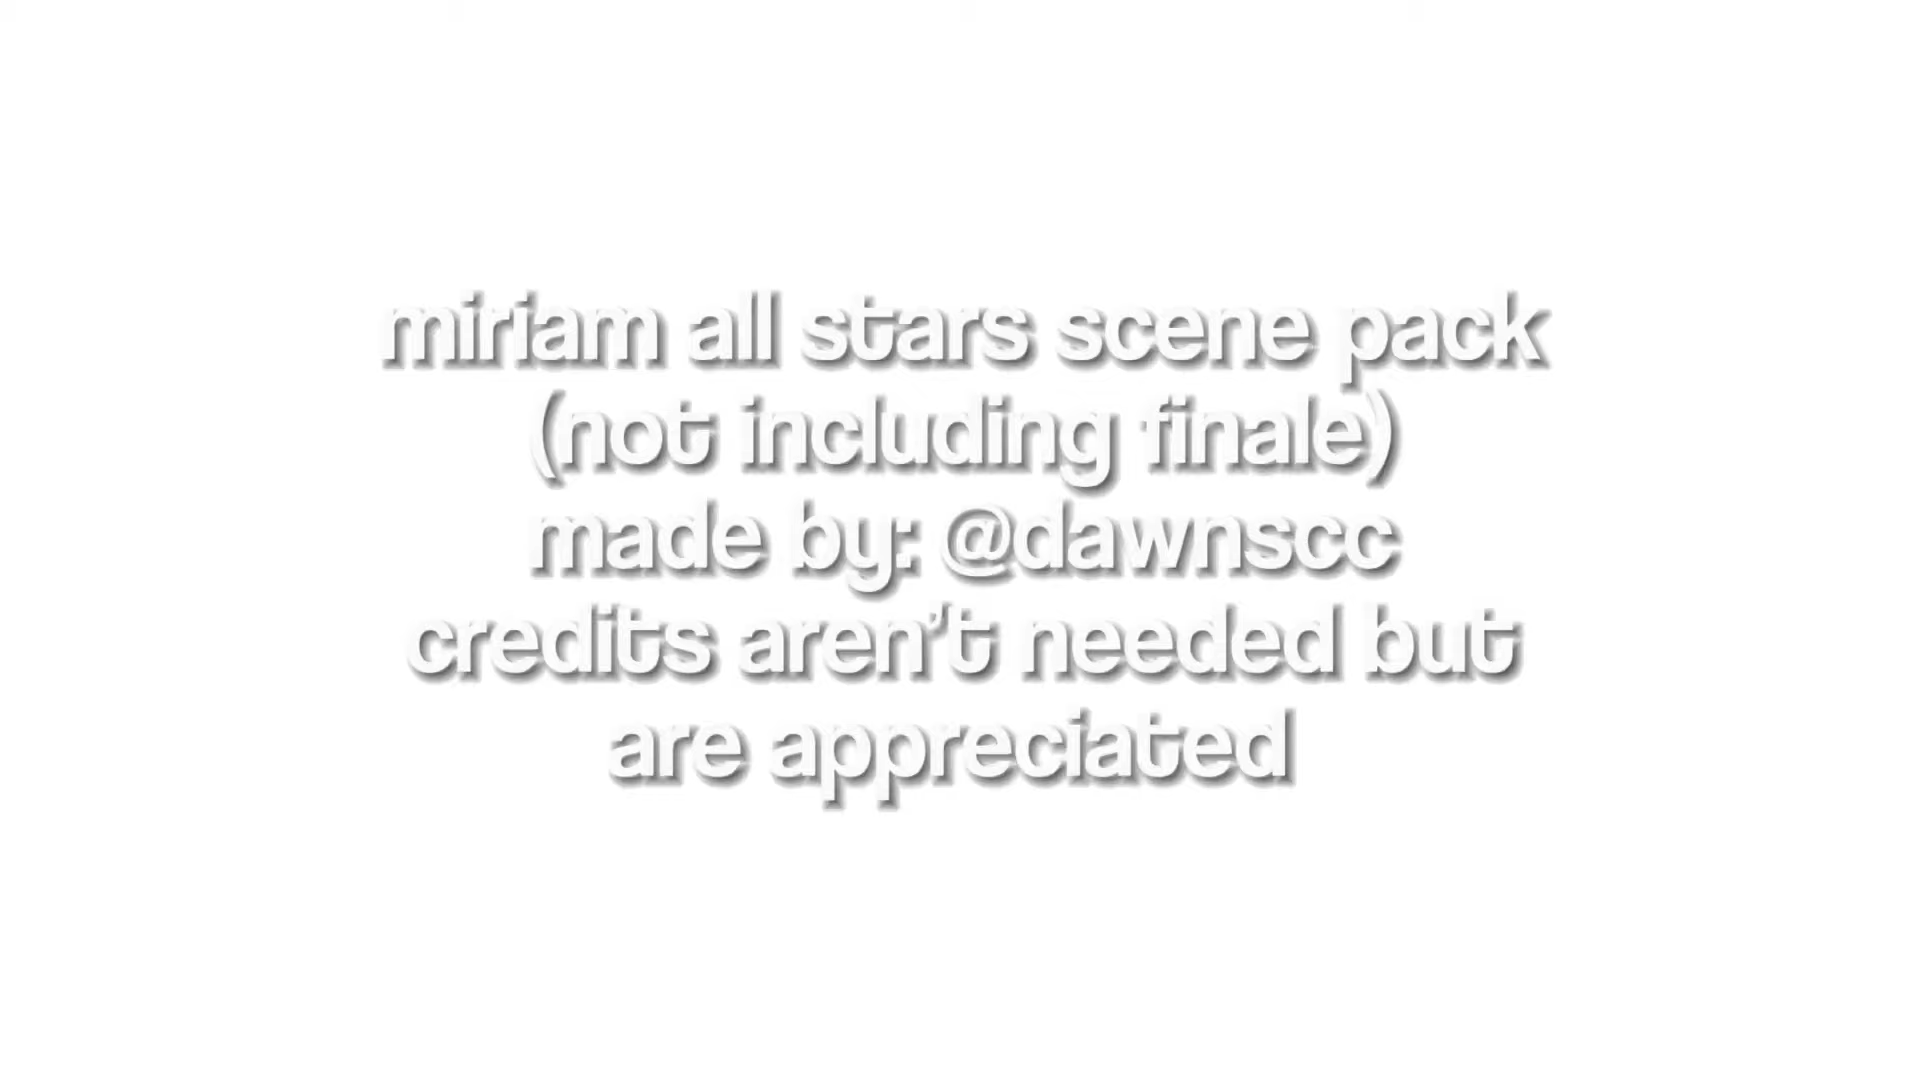 miriam all stars scene pack
(not including finale)
made by: @dawnscc
credits aren't needed but
are appreciated